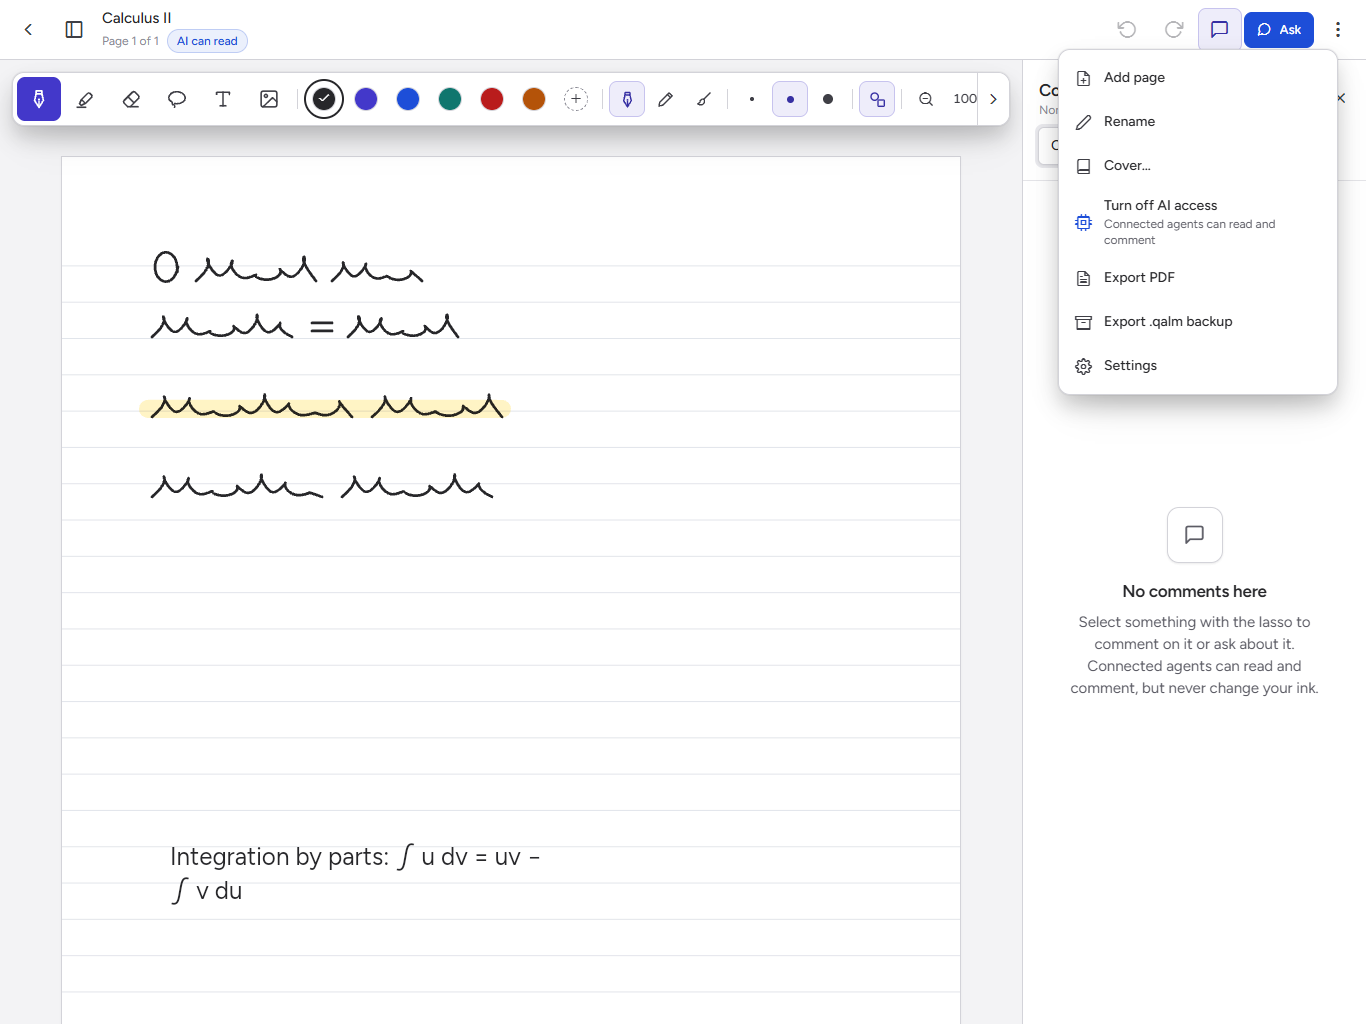 Calculus II
Page 1 of 1 AI can read
Ask
100
Add page
Rename
Cover...
Turn off AI access
Connected agents can read and
comment
Export PDF
Export .qalm backup
Settings
Integration by parts: ∫ u dv = uv −
∫ v du
No comments here
Select something with the lasso to
comment on it or ask about it.
Connected agents can read and
comment, but never change your ink.